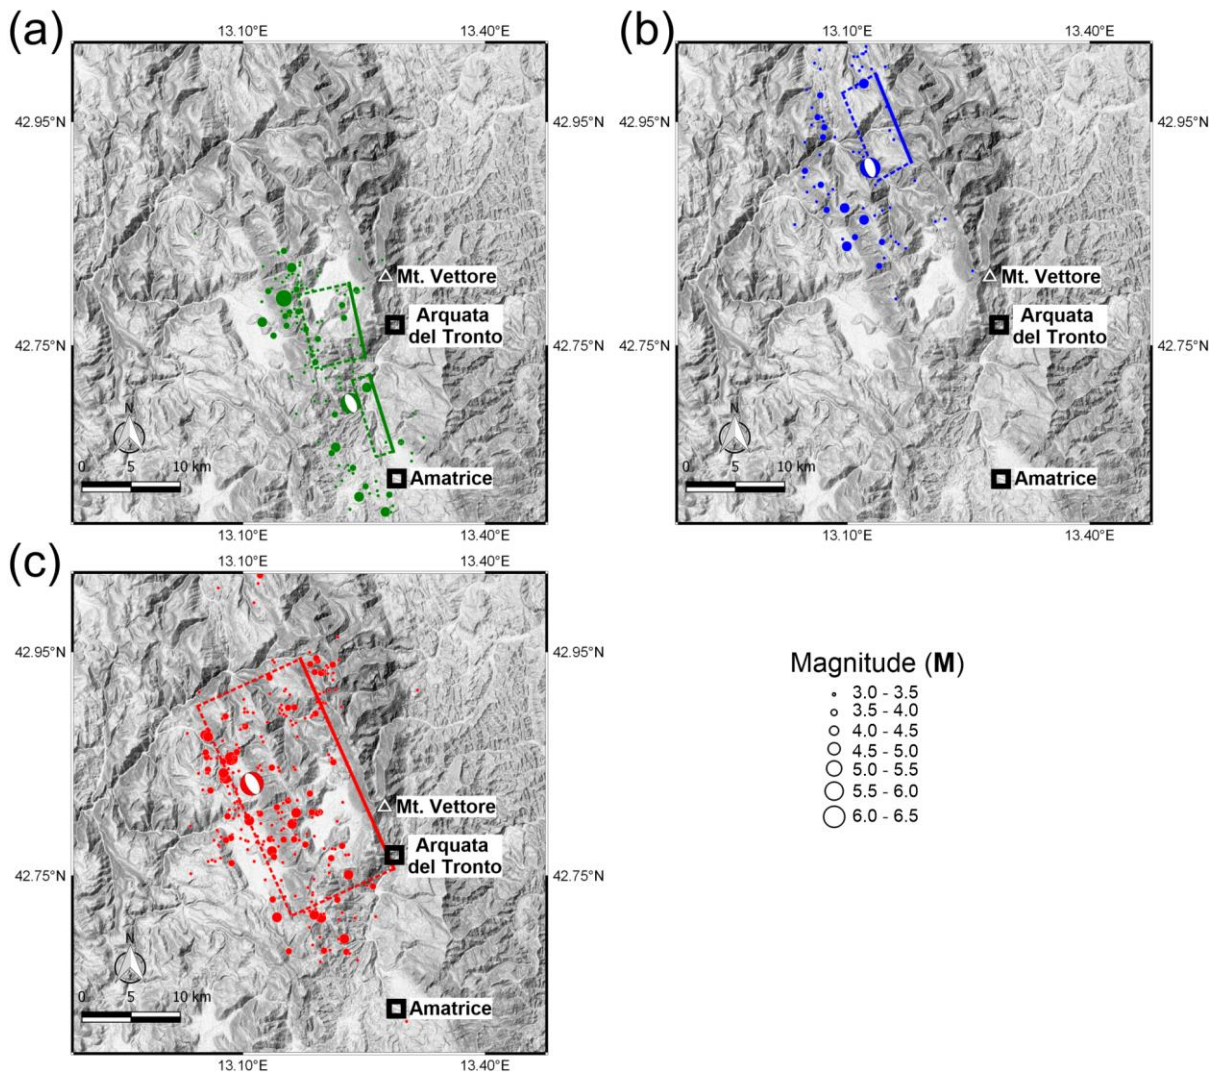 (a)
13.10°E 13.40°E
42.95°N
Mt. Vettore
Arquata
del Tronto
42.75°N
N
0 5 10 km
Amatrice
13.10°E 13.40°E
(b)
13.10°E 13.40°E
42.95°N 42.95°N
Mt. Vettore
Arquata
del Tronto
42.75°N 42.75°N
N
0 5 10 km
Amatrice
13.10°E 13.40°E
(c)
13.10°E 13.40°E
42.95°N 42.95°N
Mt. Vettore
Arquata
del Tronto
42.75°N 42.75°N
N
0 5 10 km
Amatrice
13.10°E 13.40°E
Magnitude (M)
3.0 - 3.5
3.5 - 4.0
4.0 - 4.5
4.5 - 5.0
5.0 - 5.5
5.5 - 6.0
6.0 - 6.5